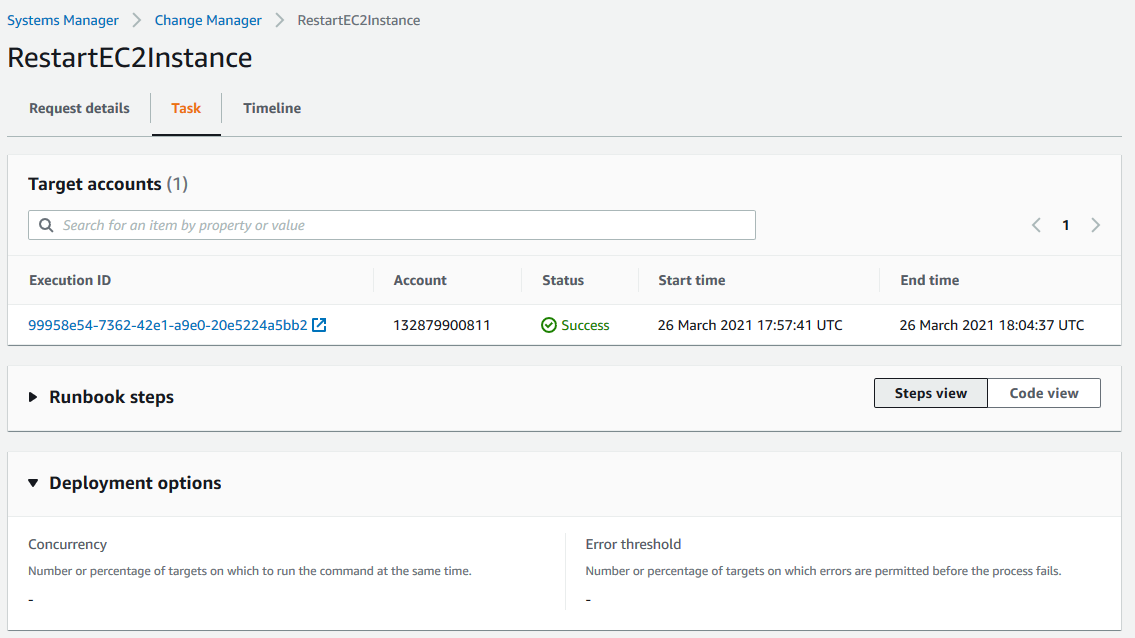 Systems Manager > Change Manager > RestartEC2Instance
RestartEC2Instance
Request details Task Timeline
Target accounts (1)
Search for an item by property or value 1
Execution ID Account Status Start time End time
99958e54-7362-42e1-a9e0-20e5224a5bb2 132879900811 Success 26 March 2021 17:57:41 UTC 26 March 2021 18:04:37 UTC
Runbook steps Steps view Code view
Deployment options
Concurrency Error threshold
Number or percentage of targets on which to run the command at the same time. Number or percentage of targets on which errors are permitted before the process fails.
- -